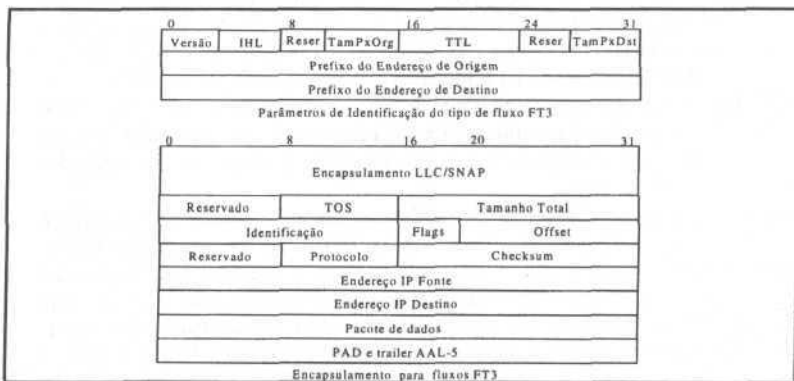 0 8 16 24 31
Versão IHL Reser TamPxOrg TTL Reser TamPxDst
Prefixo do Endereço de Origem
Prefixo do Endereço de Destino
Parâmetros de Identificação do tipo de fluxo FT3
0 8 16 20 31
Encapsulamento LLC/SNAP
Reservado TOS Tamanho Total
Identificação Flags Offset
Reservado Protocolo Checksum
Endereço IP Fonte
Endereço IP Destino
Pacote de dados
PAD e trailer AAL-5
Encapsulamento para fluxos FT3